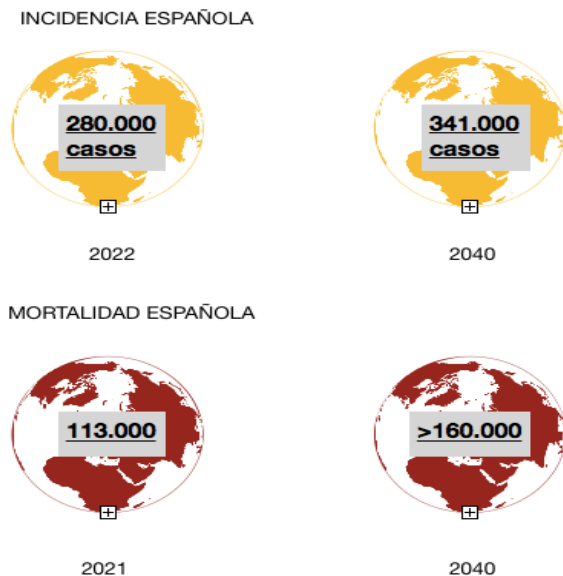 INCIDENCIA ESPAÑOLA
280.000
casos
341.000
casos
2022
2040
MORTALIDAD ESPAÑOLA
113.000
>160.000
2021
2040